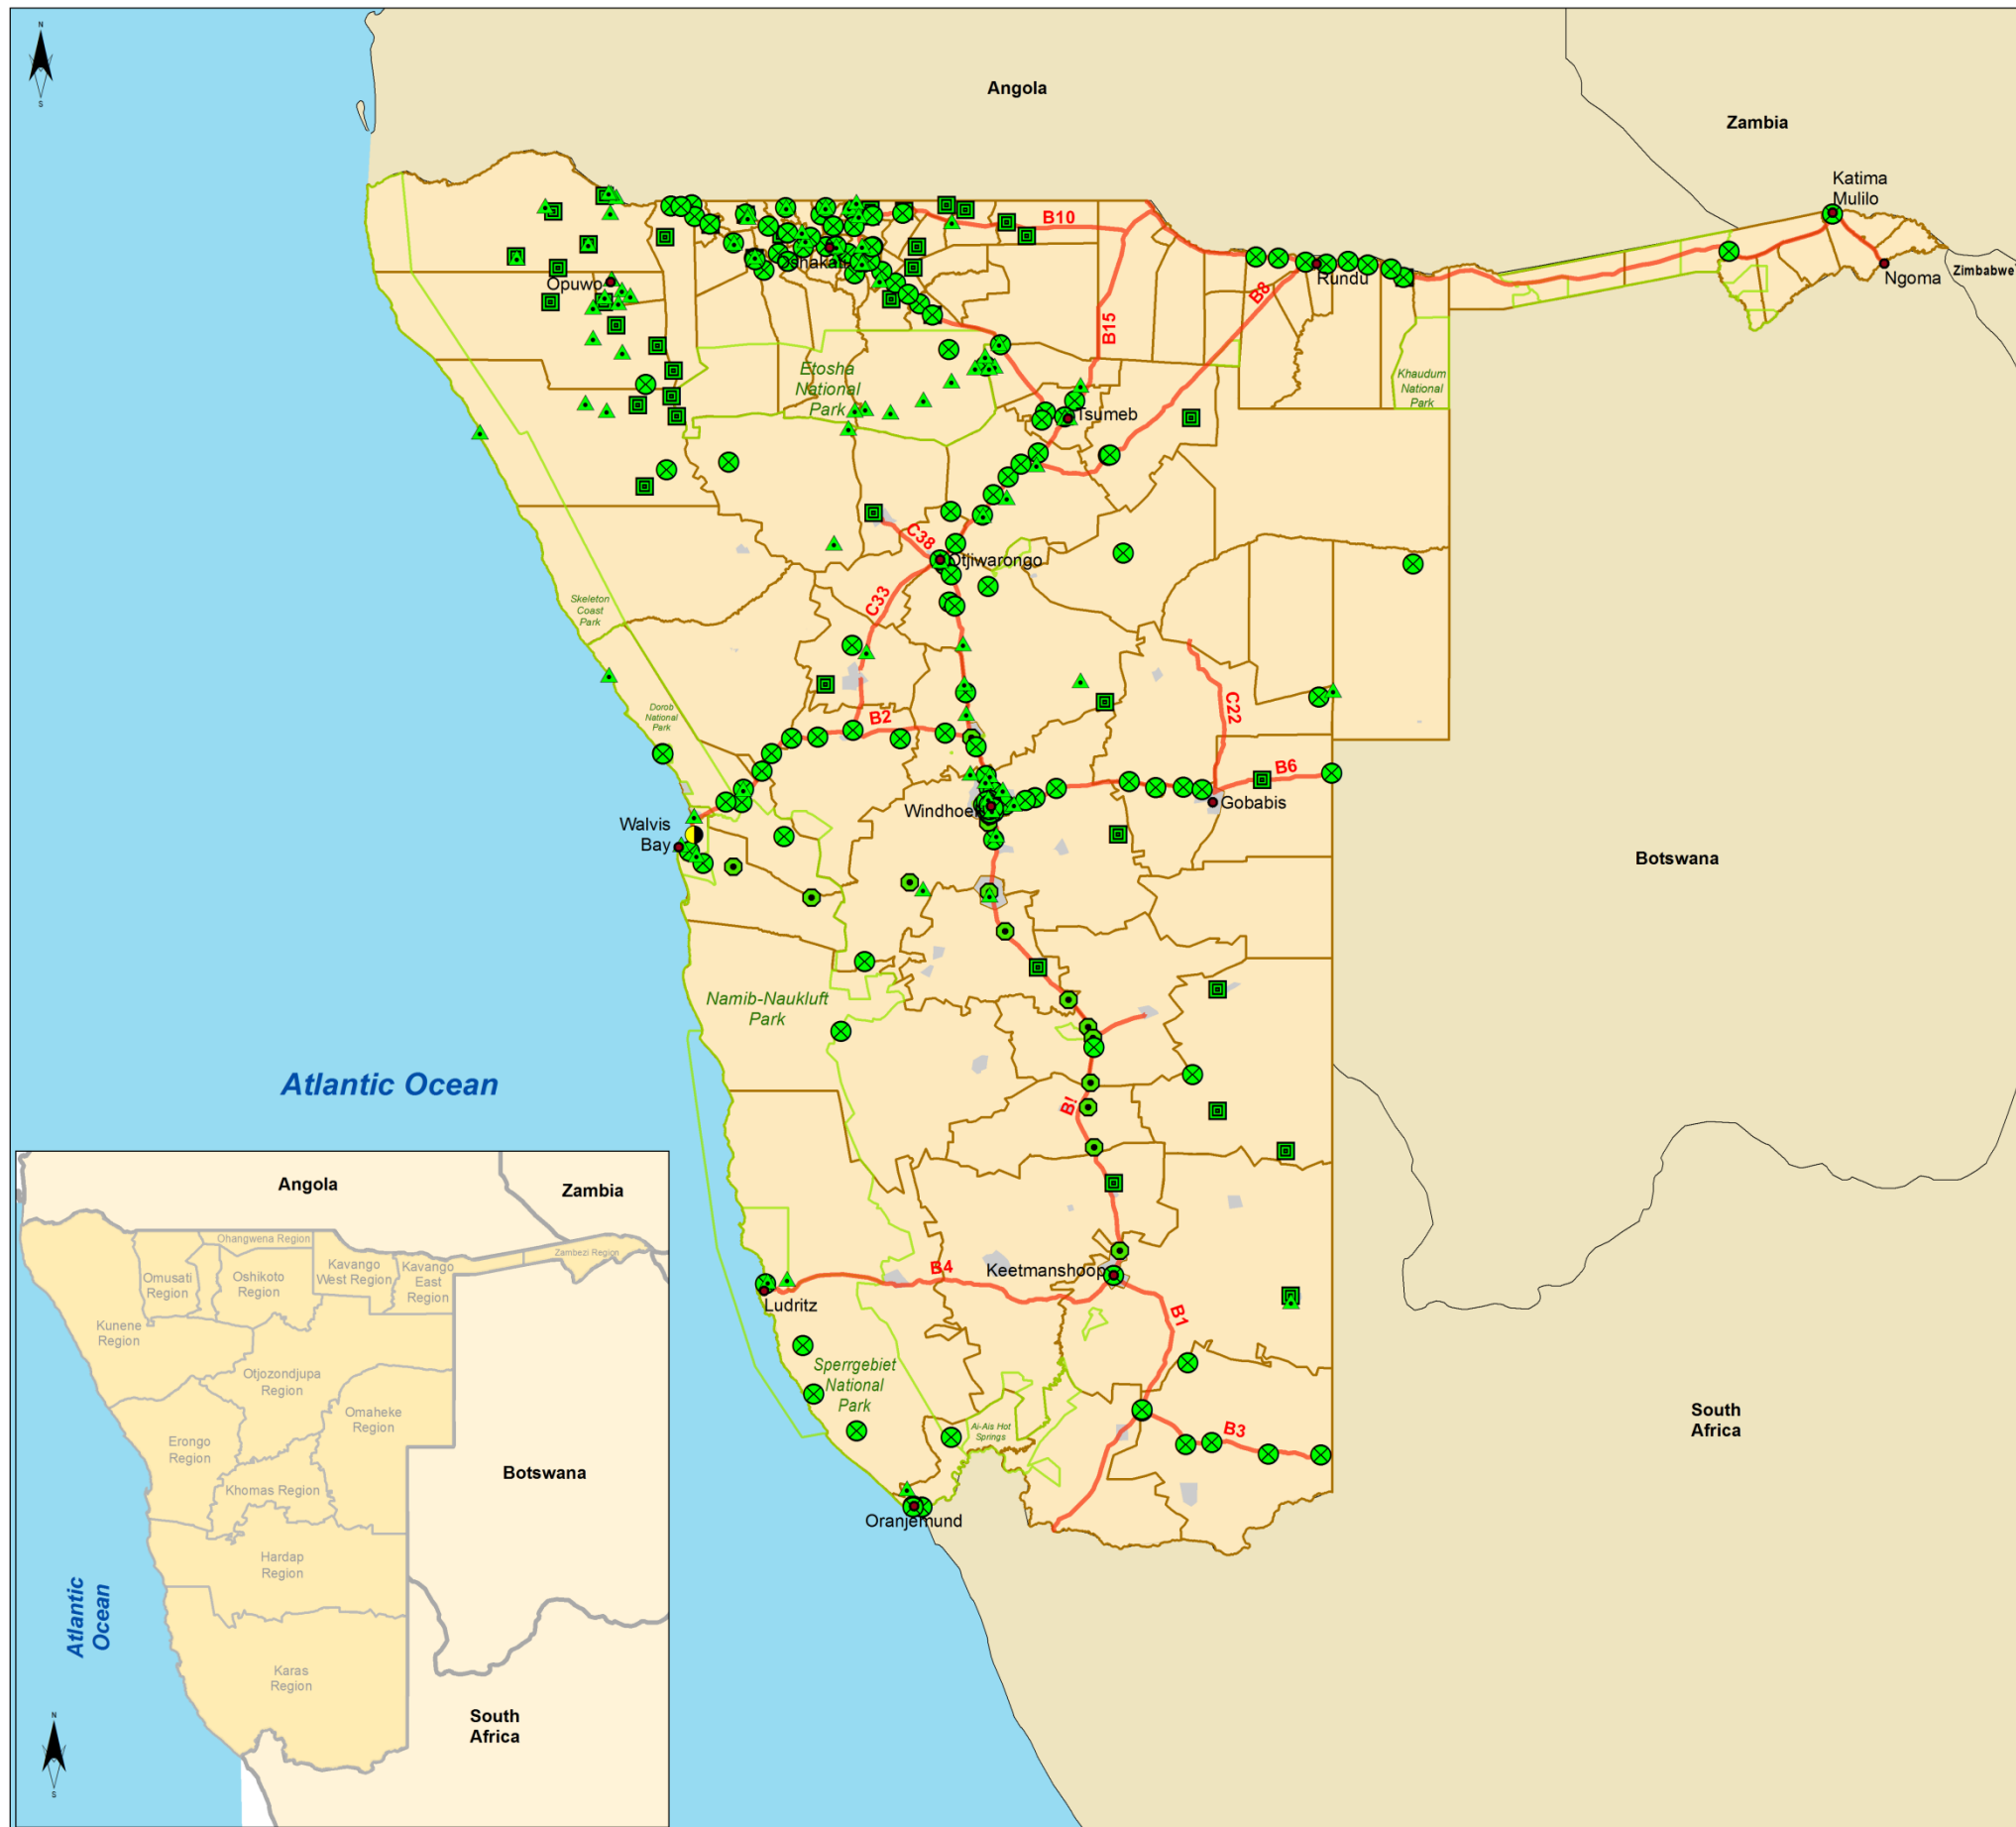 N
S
Angola
Zambia
Katima
Mulilo
B10
Ngoma
Zimbabwe
Oshakati
Opuwo
Rundu
B8
B15
Etosha
National
Park
Khaudum
National
Park
Tsumeb
C38
Otjiwarongo
C33
Skeleton
Coast
Park
Dorob
National
Park
B2
C22
B6
Gobabis
Windhoek
Walvis
Bay
Botswana
Namib-Naukluft
Park
Atlantic Ocean
B!
B4
Keetmanshoop
Ludritz
B1
Sperrgebiet
National
Park
Ai-Ais Hot
Springs
B3
South
Africa
Oranjemund
Angola
Zambia
Ohangwena Region
Zambezi Region
Omusati
Region
Oshikoto
Region
Kavango
West Region
Kavango
East
Region
Kunene
Region
Otjozondjupa
Region
Omaheke
Region
Erongo
Region
Botswana
Khomas Region
Hardap
Region
Atlantic
Ocean
Karas
Region
South
Africa
N
S